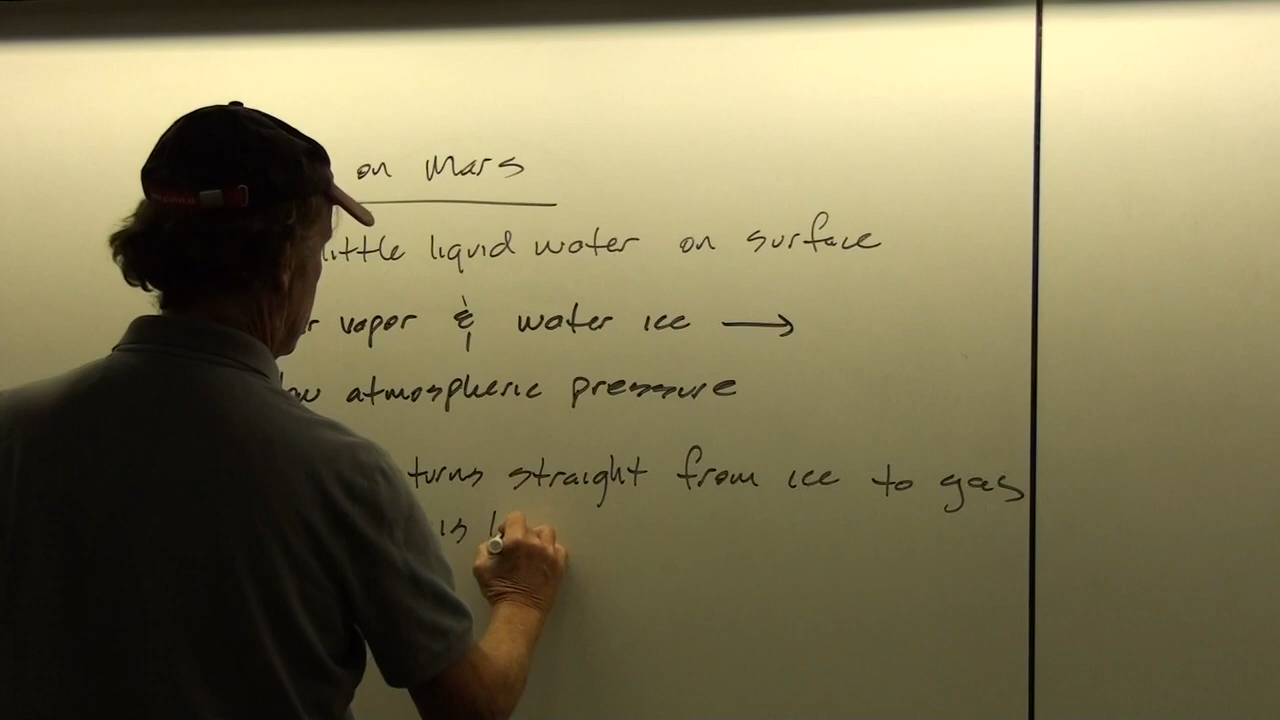 on Mars
little liquid water on surface
vapor & water ice →
atmospheric pressure
turns straight from ice to gas
is